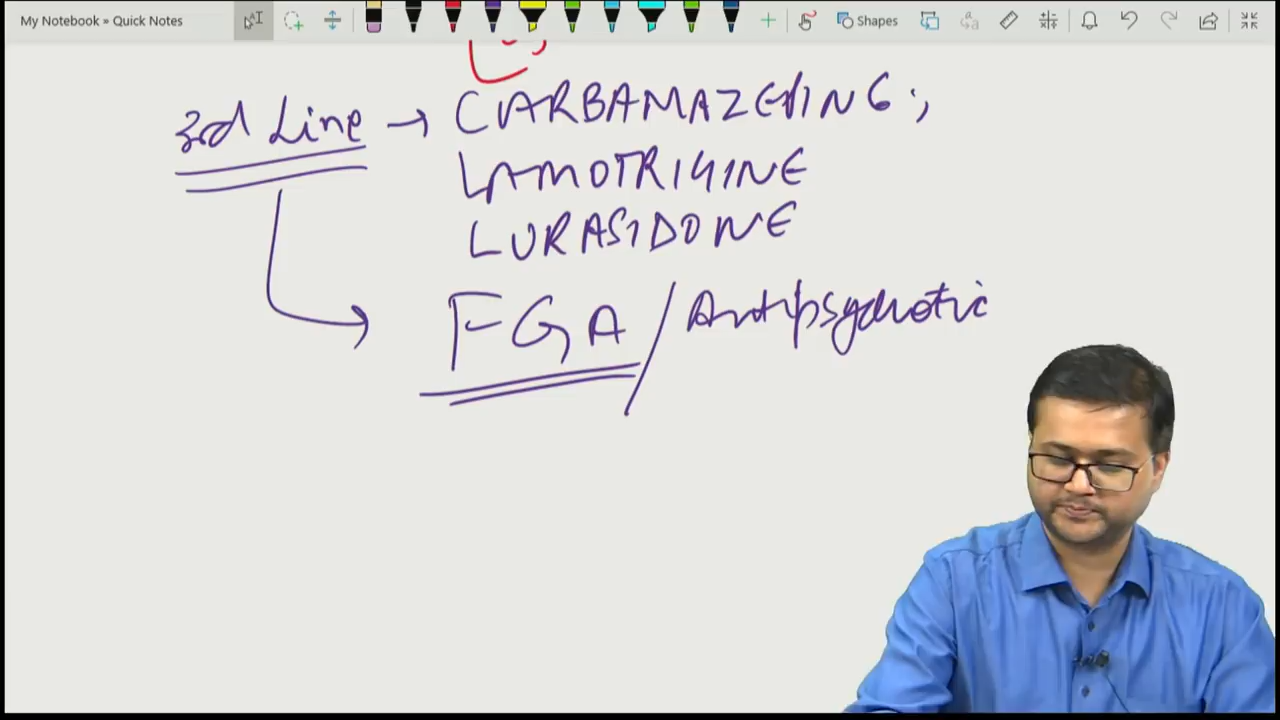 My Notebook » Quick Notes
Shapes
3rd Line → CARBAMAZEPINE.,
LAMOTRIGINE
LURASIDONE
FGA / Antipsychotic